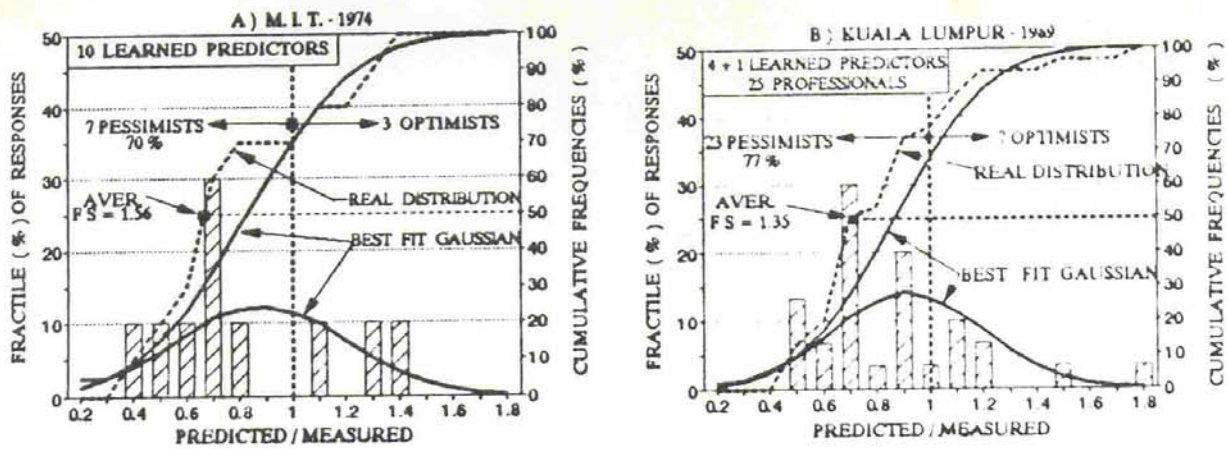 A) M. I. T. - 1974
10 LEARNED PREDICTORS
FRACTILE (%) OF RESPONSES
50
40
30
20
10
0
7 PESSIMISTS
70 %
3 OPTIMISTS
AVER
F S = 1.56
REAL DISTRIBUTION
BEST FIT GAUSSIAN
100
90
80
70
60
50
40
30
20
10
0
CUMULATIVE FREQUENCIES (%)
0.2 0.4 0.6 0.8 1 1.2 1.4 1.6 1.8
PREDICTED / MEASURED
B) KUALA LUMPUR - 1989
4 + 1 LEARNED PREDICTORS
25 PROFESSIONALS
FRACTILE (%) OF RESPONSES
50
40
30
25
10
0
23 PESSIMISTS
77 %
7 OPTIMISTS
AVER
F S = 1.35
REAL DISTRIBUTION
BEST FIT GAUSSIAN
100
90
80
70
60
50
40
30
20
10
0
CUMULATIVE FREQUENCIES (%)
0.2 0.4 0.6 0.8 1 1.2 1.4 1.6 1.8
PREDICTED / MEASURED